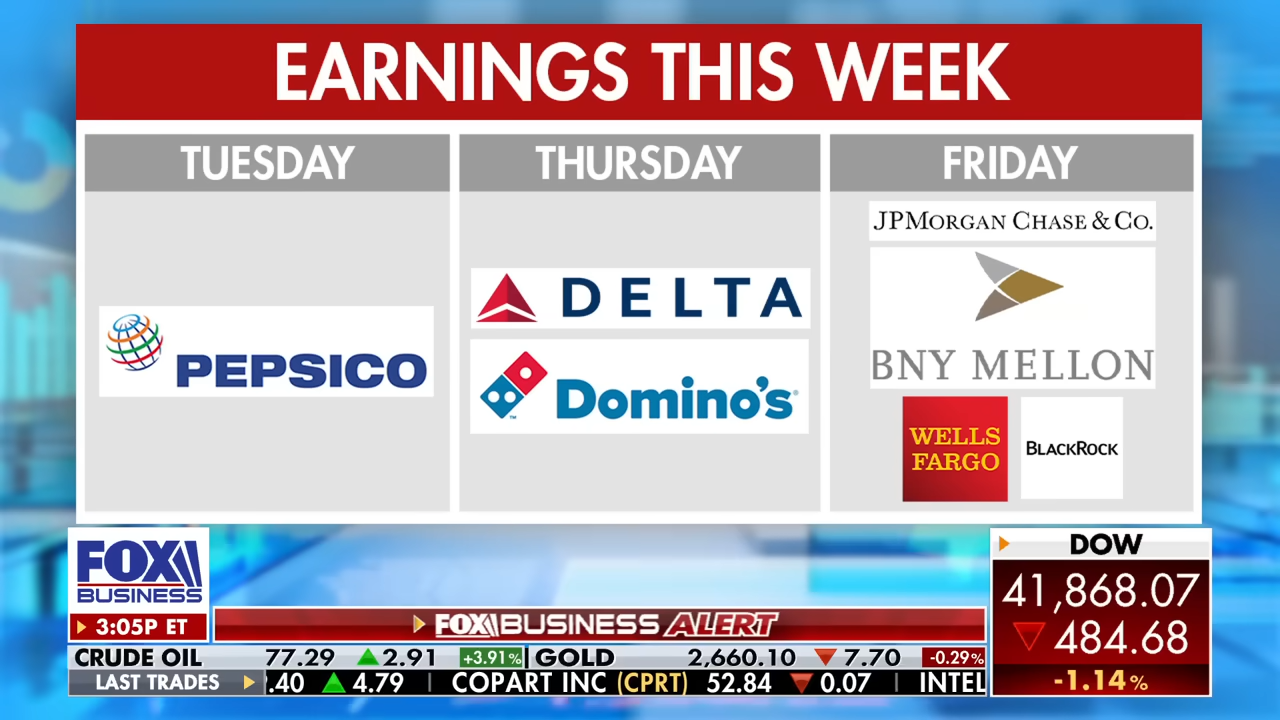 EARNINGS THIS WEEK
TUESDAY
PEPSICO
THURSDAY
DELTA
Domino's
FRIDAY
JPMORGAN CHASE & CO.
BNY MELLON
WELLS
FARGO
BLACKROCK
FOX
BUSINESS
3:05P ET
FOX BUSINESS ALERT
DOW
41,868.07
484.68
-1.14%
CRUDE OIL 77.29 2.91 +3.91% GOLD 2,660.10 7.70 -0.29%
LAST TRADES .40 4.79 COPART INC (CPRT) 52.84 0.07 INTEL